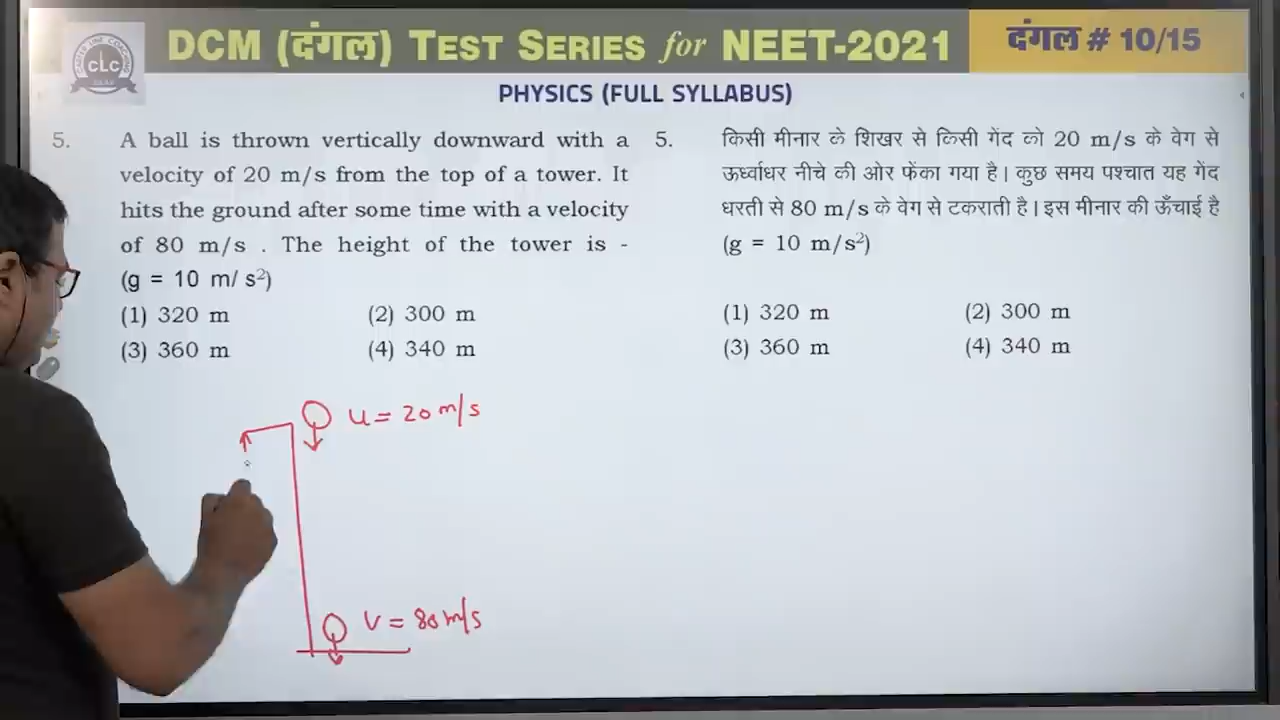 CLC
DCM (दंगल) TEST SERIES for NEET-2021
दंगल # 10/15
PHYSICS (FULL SYLLABUS)
5. A ball is thrown vertically downward with a
velocity of 20 m/s from the top of a tower. It
hits the ground after some time with a velocity
of 80 m/s . The height of the tower is -
(g = 10 m/ s²)
(1) 320 m (2) 300 m
(3) 360 m (4) 340 m
5. किसी मीनार के शिखर से किसी गेंद को 20 m/s के वेग से
ऊर्ध्वाधर नीचे की ओर फेंका गया है। कुछ समय पश्चात यह गेंद
धरती से 80 m/s के वेग से टकराती है। इस मीनार की ऊँचाई है
(g = 10 m/s²)
(1) 320 m (2) 300 m
(3) 360 m (4) 340 m
u = 20 m/s
v = 80 m/s